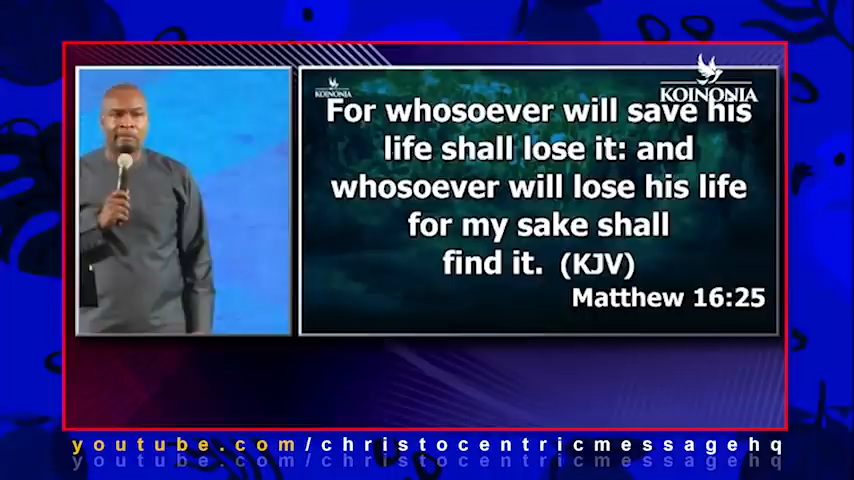 KOINONIA
KOINONIA
For whosoever will save his
life shall lose it: and
whosoever will lose his life
for my sake shall
find it. (KJV)
Matthew 16:25
youtube.com/christocentricmessagehq
youtube.com/christocentricmessagehq